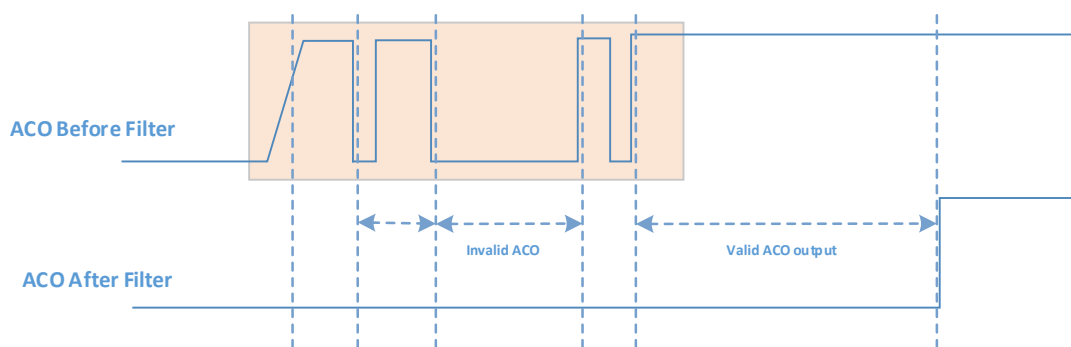 ACO Before Filter
Invalid ACO
Valid ACO output
ACO After Filter